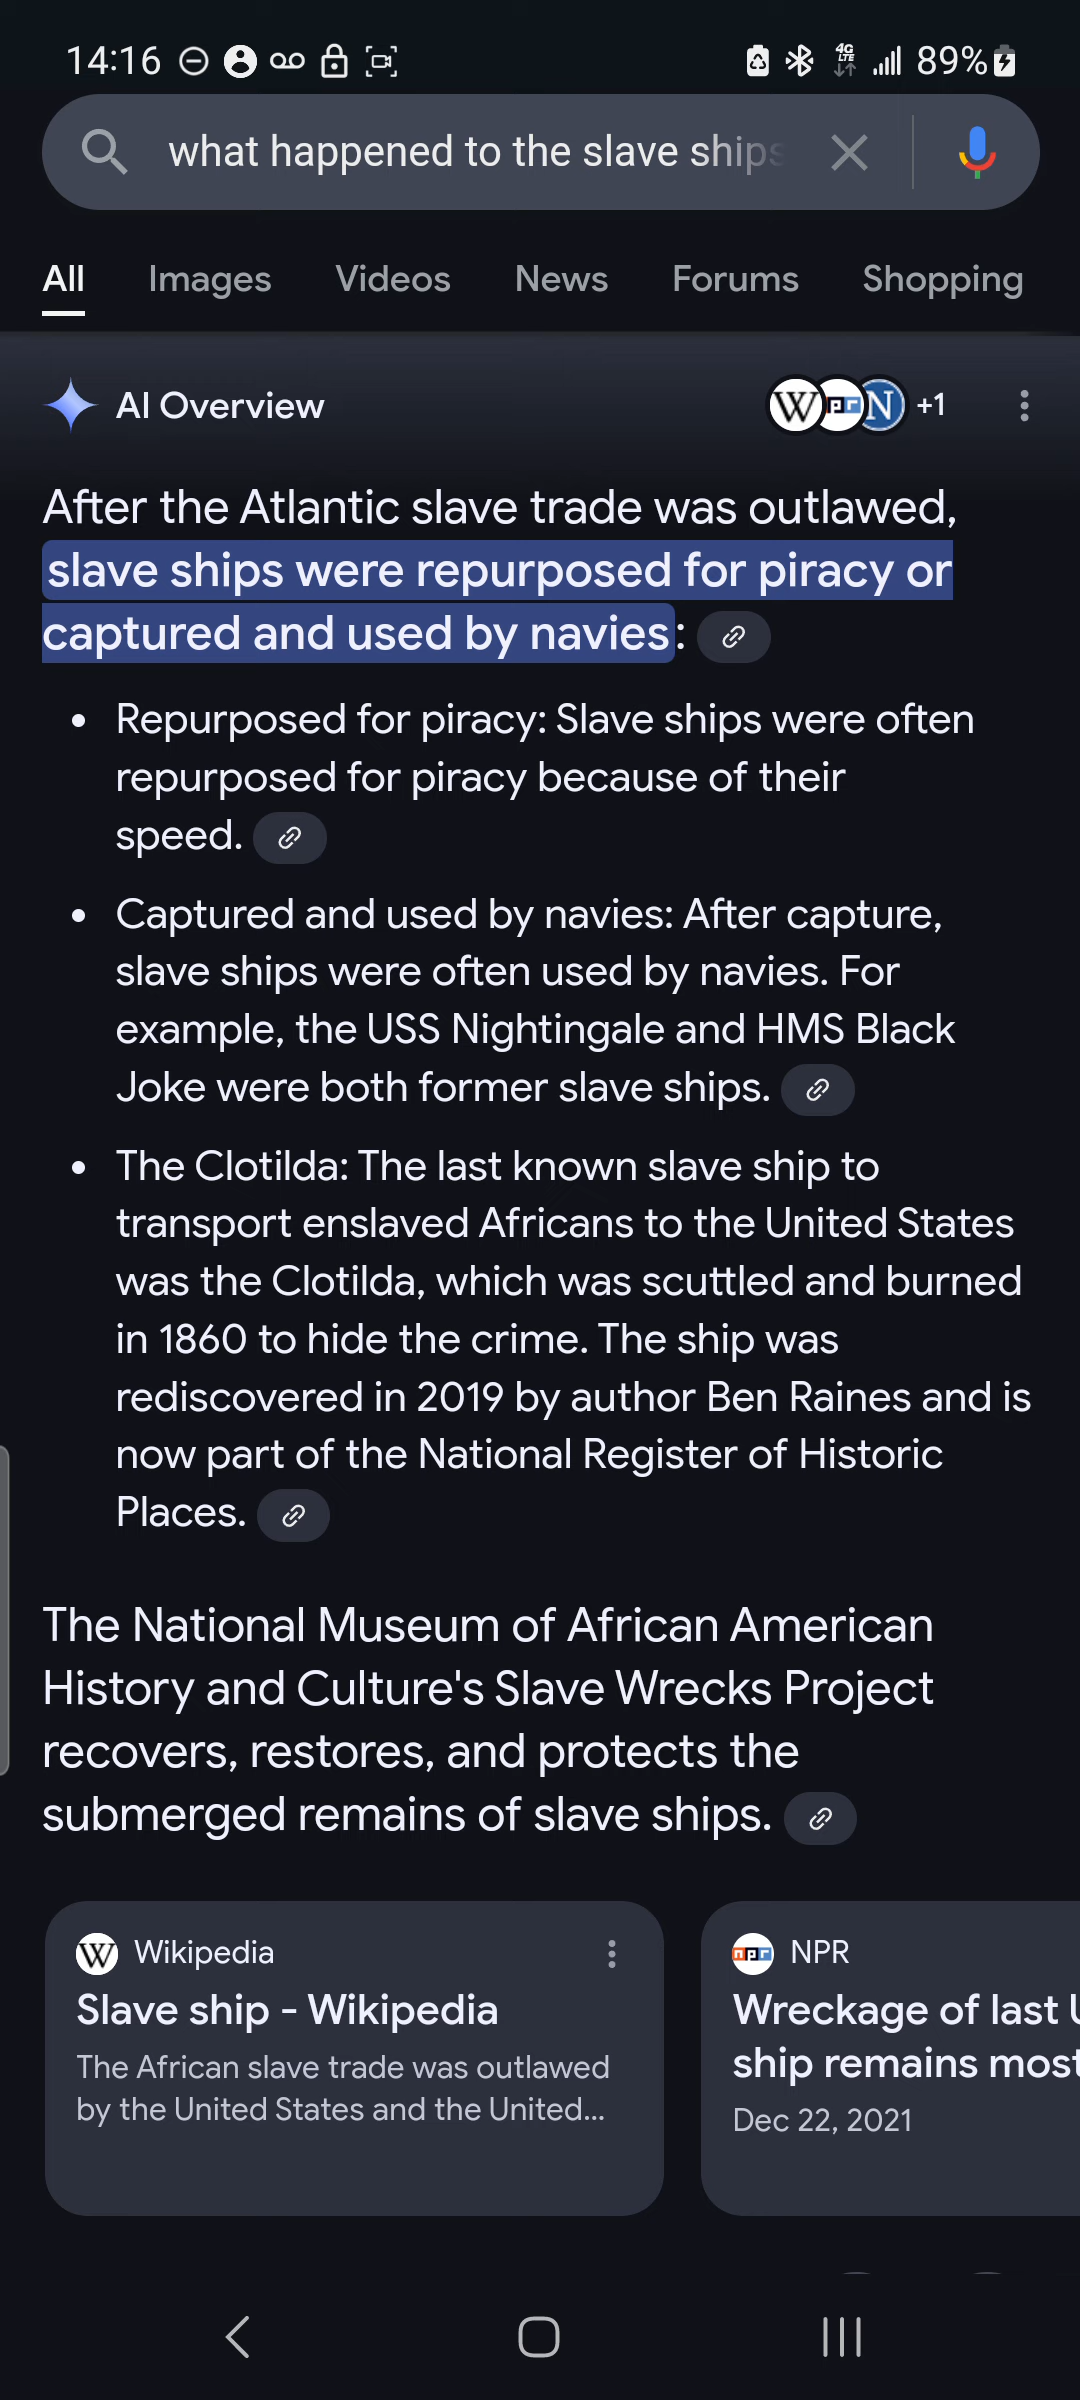 14:16
4G LTE
89%
what happened to the slave ships
All Images Videos News Forums Shopping
AI Overview
W npr N +1
After the Atlantic slave trade was outlawed,
slave ships were repurposed for piracy or
captured and used by navies:
• Repurposed for piracy: Slave ships were often
repurposed for piracy because of their
speed.
• Captured and used by navies: After capture,
slave ships were often used by navies. For
example, the USS Nightingale and HMS Black
Joke were both former slave ships.
• The Clotilda: The last known slave ship to
transport enslaved Africans to the United States
was the Clotilda, which was scuttled and burned
in 1860 to hide the crime. The ship was
rediscovered in 2019 by author Ben Raines and is
now part of the National Register of Historic
Places.
The National Museum of African American
History and Culture's Slave Wrecks Project
recovers, restores, and protects the
submerged remains of slave ships.
W Wikipedia
Slave ship - Wikipedia
The African slave trade was outlawed
by the United States and the United...
npr NPR
Wreckage of last
ship remains most
Dec 22, 2021